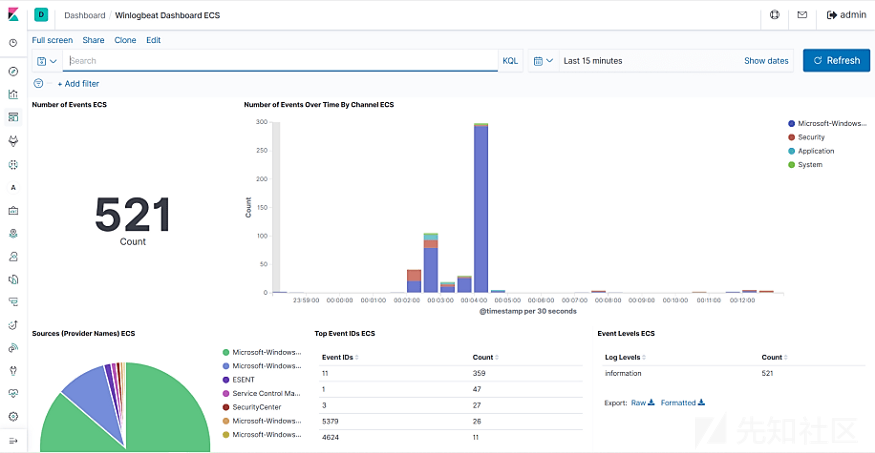 D Dashboard / Winlogbeat Dashboard ECS admin
Full screen Share Clone Edit
Search KQL Last 15 minutes Show dates Refresh
+ Add filter
Number of Events ECS
521
Count
Number of Events Over Time By Channel ECS
300
250
200
150
100
50
0
Count
23:59:00 00:00:00 00:01:00 00:02:00 00:03:00 00:04:00 00:05:00 00:06:00 00:07:00 00:08:00 00:09:00 00:10:00 00:11:00 00:12:00
@timestamp per 30 seconds
Microsoft-Windows...
Security
Application
System
Sources (Provider Names) ECS
Microsoft-Windows...
Microsoft-Windows...
ESENT
Service Control Ma...
SecurityCenter
Microsoft-Windows...
Microsoft-Windows...
Top Event IDs ECS
Event IDs Count
11 359
1 47
3 27
5379 26
4624 11
Event Levels ECS
Log Levels Count
information 521
Export: Raw Formatted
先知社区